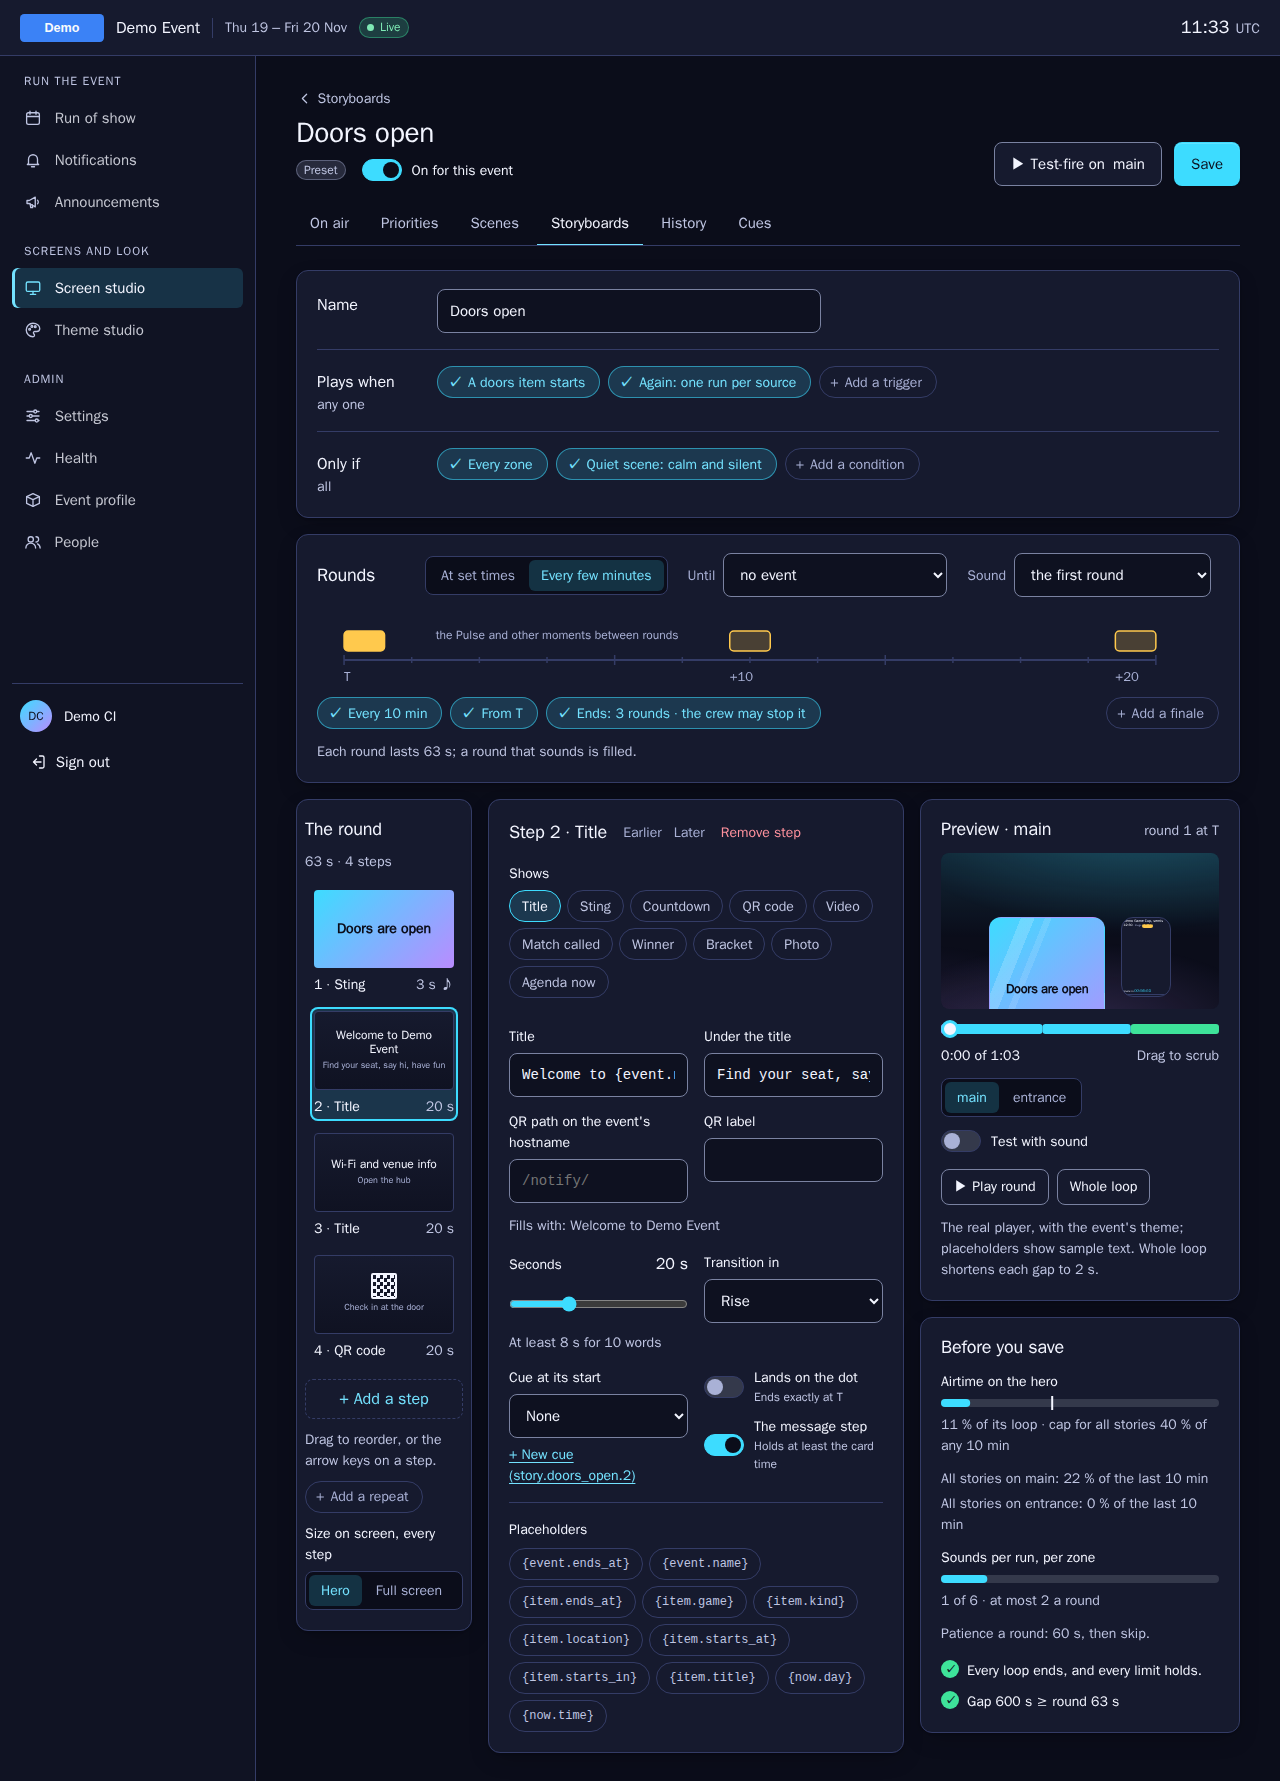 Demo
Demo Event
Thu 19 – Fri 20 Nov
Live
11:33 UTC
RUN THE EVENT
Run of show
Notifications
Announcements
SCREENS AND LOOK
Screen studio
Theme studio
ADMIN
Settings
Health
Event profile
People
DC
Demo CI
Sign out
Storyboards
Doors open
Preset
On for this event
Test-fire on main
Save
On air
Priorities
Scenes
Storyboards
History
Cues
Name
Doors open
Plays when
any one
✓ A doors item starts
✓ Again: one run per source
+ Add a trigger
Only if
all
✓ Every zone
✓ Quiet scene: calm and silent
+ Add a condition
Rounds
At set times
Every few minutes
Until
no event
Sound
the first round
the Pulse and other moments between rounds
T
+10
+20
✓ Every 10 min
✓ From T
✓ Ends: 3 rounds · the crew may stop it
+ Add a finale
Each round lasts 63 s; a round that sounds is filled.
The round
63 s · 4 steps
Doors are open
1 · Sting
3 s ♪
Welcome to Demo
Event
Find your seat, say hi, have fun
2 · Title
20 s
Wi-Fi and venue info
Open the hub
3 · Title
20 s
Check in at the door
4 · QR code
20 s
+ Add a step
Drag to reorder, or the
arrow keys on a step.
+ Add a repeat
Size on screen, every
step
Hero
Full screen
Step 2 · Title
Earlier
Later
Remove step
Shows
Title
Sting
Countdown
QR code
Video
Match called
Winner
Bracket
Photo
Agenda now
Title
Under the title
Welcome to {event.
Find your seat, say
QR path on the event's
hostname
QR label
/notify/
Fills with: Welcome to Demo Event
Seconds
20 s
Transition in
Rise
At least 8 s for 10 words
Cue at its start
None
+ New cue
(story.doors_open.2)
Lands on the dot
Ends exactly at T
The message step
Holds at least the card
time
Placeholders
{event.ends_at}
{event.name}
{item.ends_at}
{item.game}
{item.kind}
{item.location}
{item.starts_at}
{item.starts_in}
{item.title}
{now.day}
{now.time}
Preview · main
round 1 at T
Doors are open
0:00 of 1:03
Drag to scrub
main
entrance
Test with sound
Play round
Whole loop
The real player, with the event's theme;
placeholders show sample text. Whole loop
shortens each gap to 2 s.
Before you save
Airtime on the hero
11 % of its loop · cap for all stories 40 % of
any 10 min
All stories on main: 22 % of the last 10 min
All stories on entrance: 0 % of the last 10
min
Sounds per run, per zone
1 of 6 · at most 2 a round
Patience a round: 60 s, then skip.
Every loop ends, and every limit holds.
Gap 600 s ≥ round 63 s